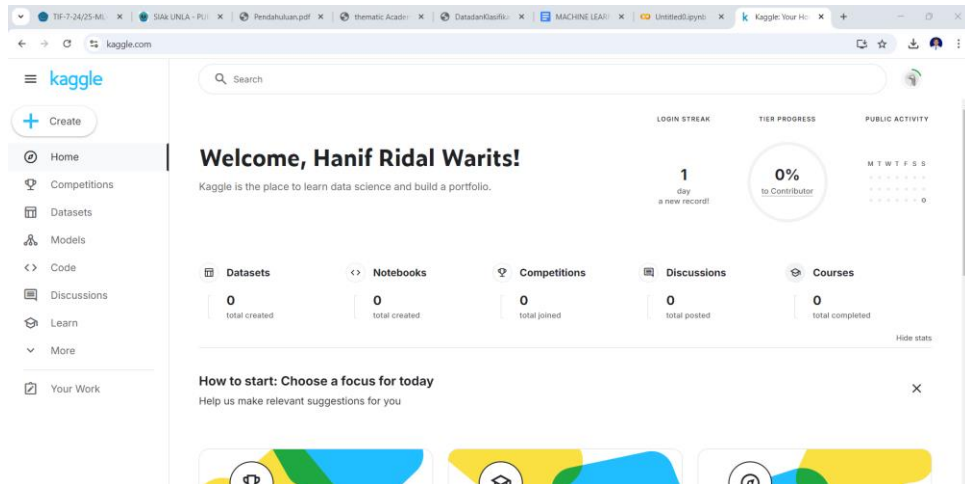 TIF-7-24/25-ML
SIAk UNLA - PU
Pendahuluan.pdf
thematic Acader
DatadanKlasifika
MACHINE LEAR
Untitled0.ipynb
Kaggle: Your Ho
kaggle.com
kaggle
Search
Create
LOGIN STREAK
TIER PROGRESS
PUBLIC ACTIVITY
Home
Competitions
Datasets
Models
Code
Discussions
Learn
More
Your Work
Welcome, Hanif Ridal Warits!
Kaggle is the place to learn data science and build a portfolio.
1
day
a new record!
0%
to Contributor
M T W T F S S
Datasets
0
total created
Notebooks
0
total created
Competitions
0
total joined
Discussions
0
total posted
Courses
0
total completed
Hide stats
How to start: Choose a focus for today
Help us make relevant suggestions for you